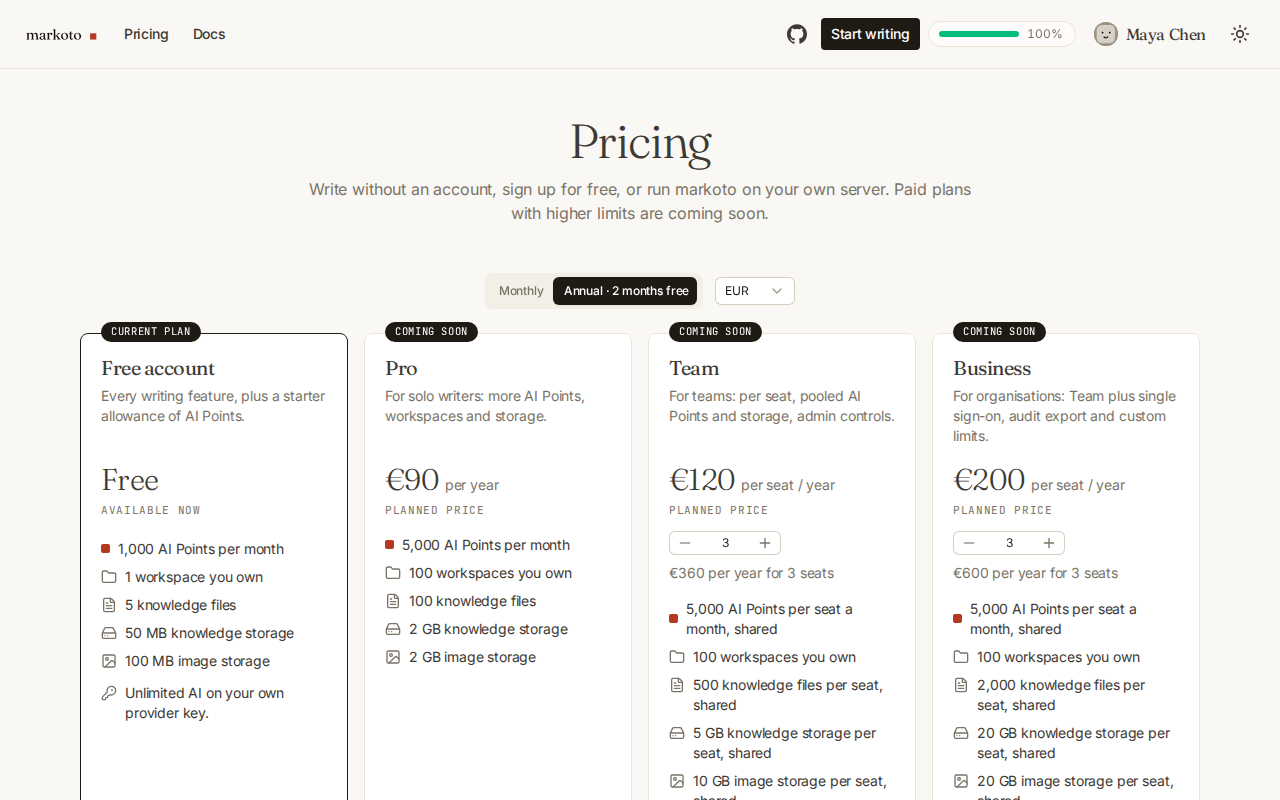 markoto
Pricing
Docs
Start writing
100%
Maya Chen
Pricing
Write without an account, sign up for free, or run markoto on your own server. Paid plans
with higher limits are coming soon.
Monthly
Annual · 2 months free
EUR
CURRENT PLAN
Free account
Every writing feature, plus a starter
allowance of AI Points.
Free
AVAILABLE NOW
1,000 AI Points per month
1 workspace you own
5 knowledge files
50 MB knowledge storage
100 MB image storage
Unlimited AI on your own
provider key.
COMING SOON
Pro
For solo writers: more AI Points,
workspaces and storage.
€90 per year
PLANNED PRICE
5,000 AI Points per month
100 workspaces you own
100 knowledge files
2 GB knowledge storage
2 GB image storage
COMING SOON
Team
For teams: per seat, pooled AI
Points and storage, admin controls.
€120 per seat / year
PLANNED PRICE
3
€360 per year for 3 seats
5,000 AI Points per seat a
month, shared
100 workspaces you own
500 knowledge files per seat,
shared
5 GB knowledge storage per
seat, shared
10 GB image storage per seat,
shared
COMING SOON
Business
For organisations: Team plus single
sign-on, audit export and custom
limits.
€200 per seat / year
PLANNED PRICE
3
€600 per year for 3 seats
5,000 AI Points per seat a
month, shared
100 workspaces you own
2,000 knowledge files per
seat, shared
20 GB knowledge storage per
seat, shared
20 GB image storage per seat,
shared